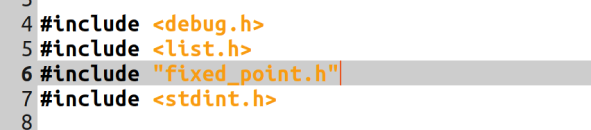 4 #include <debug.h>
5 #include <list.h>
6 #include "fixed_point.h"
7 #include <stdint.h>
8